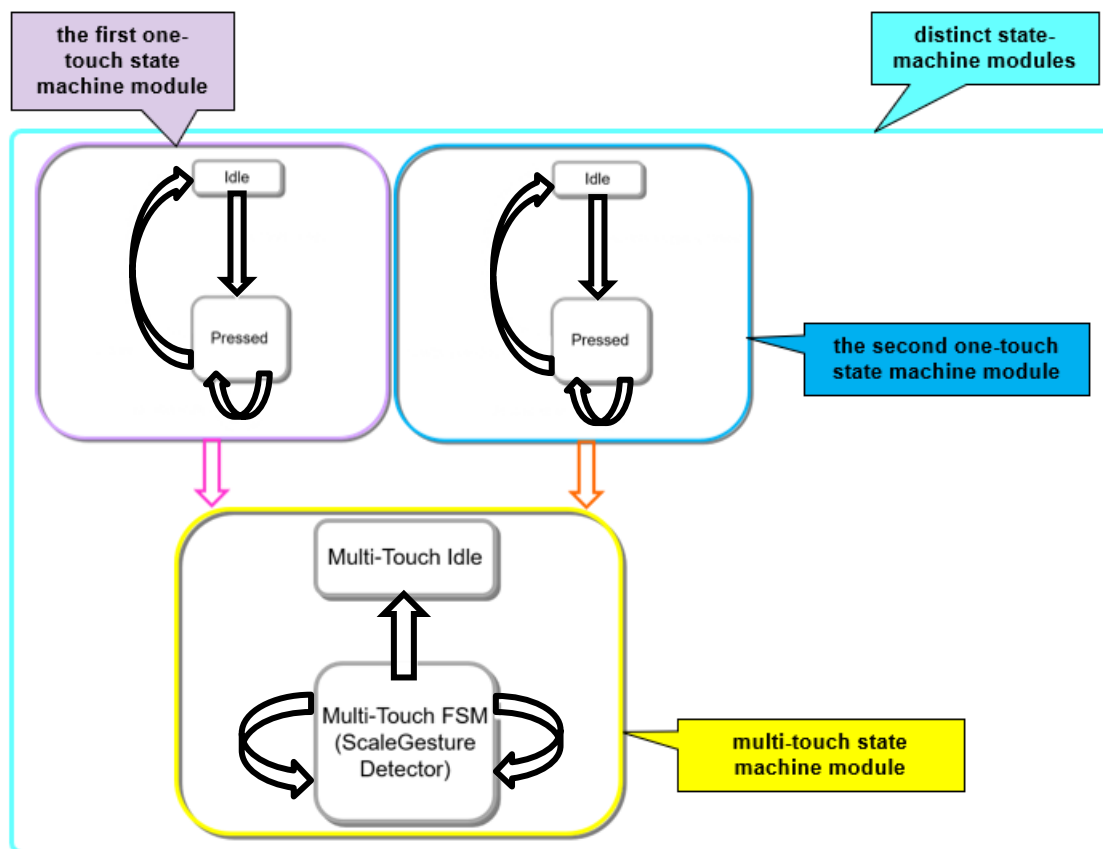 the first one-
touch state
machine module
distinct state-
machine modules
Idle
Idle
Pressed
Pressed
the second one-touch
state machine module
Multi-Touch Idle
Multi-Touch FSM
(ScaleGesture
Detector)
multi-touch state
machine module